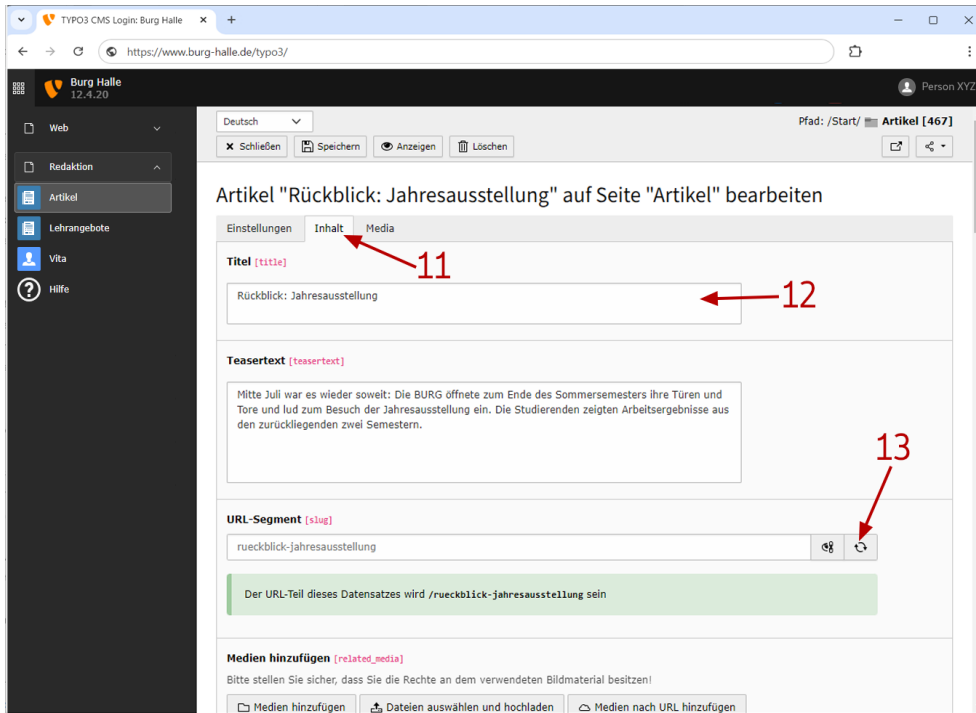 TYPO3 CMS Login: Burg Halle
https://www.burg-halle.de/typo3/
Burg Halle
12.4.20
Person XYZ
Web
Redaktion
Artikel
Lehrangebote
Vita
Hilfe
Deutsch
Pfad: /Start/ Artikel [467]
Schließen Speichern Anzeigen Löschen
Artikel "Rückblick: Jahresausstellung" auf Seite "Artikel" bearbeiten
Einstellungen Inhalt Media
11
Titel [title]
Rückblick: Jahresausstellung
12
Teasertext [teasertext]
Mitte Juli war es wieder soweit: Die BURG öffnete zum Ende des Sommersemesters ihre Türen und
Tore und lud zum Besuch der Jahresausstellung ein. Die Studierenden zeigten Arbeitsergebnisse aus
den zurückliegenden zwei Semestern.
13
URL-Segment [slug]
rueckblick-jahresausstellung
Der URL-Teil dieses Datensatzes wird /rueckblick-jahresausstellung sein
Medien hinzufügen [related_media]
Bitte stellen Sie sicher, dass Sie die Rechte an dem verwendeten Bildmaterial besitzen!
Medien hinzufügen Dateien auswählen und hochladen Medien nach URL hinzufügen